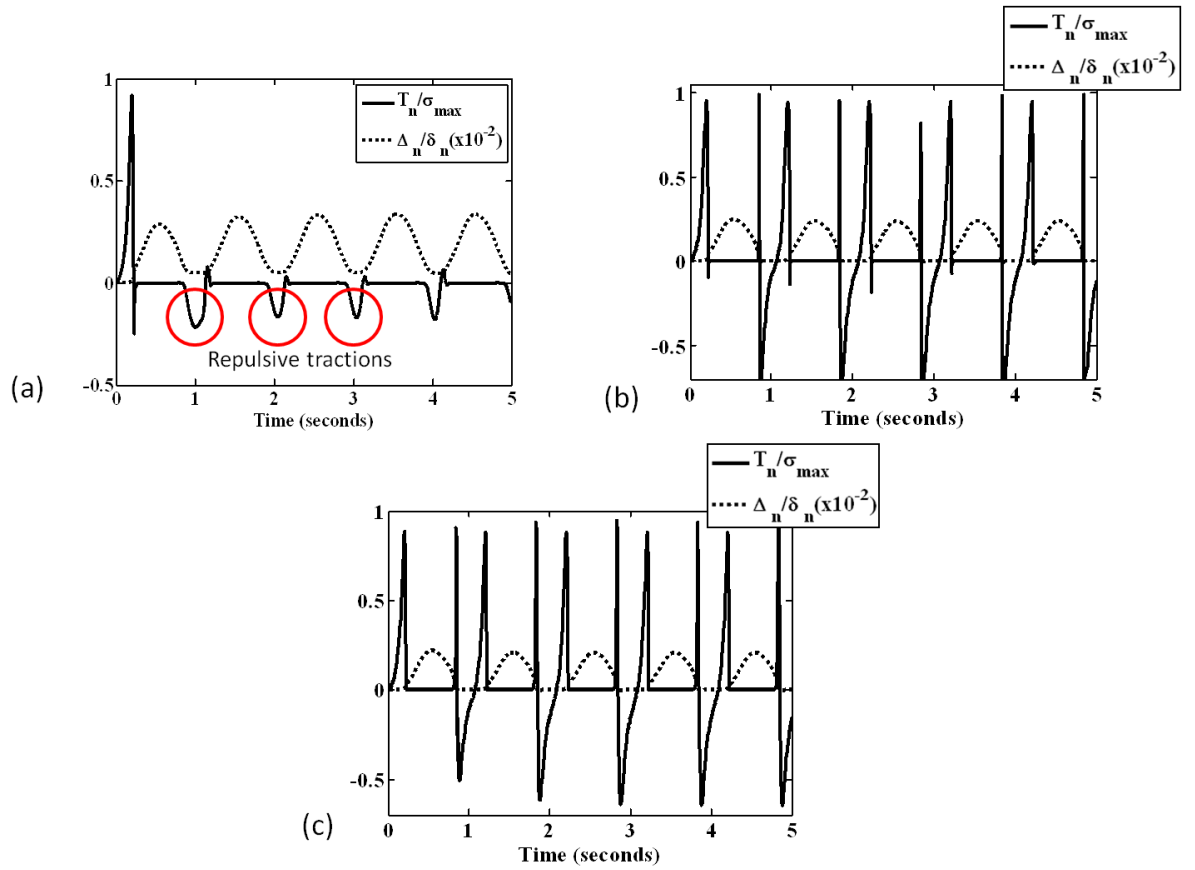 T_n/σ_max
Δ_n/δ_n(x10^-2)
1
0.5
0
-0.5
0 1 2 3 4 5
Time (seconds)
Repulsive tractions
(a)
T_n/σ_max
Δ_n/δ_n(x10^-2)
1
0.5
0
-0.5
0 1 2 3 4 5
Time (seconds)
(b)
T_n/σ_max
Δ_n/δ_n(x10^-2)
1
0.5
0
-0.5
0 1 2 3 4 5
Time (seconds)
(c)